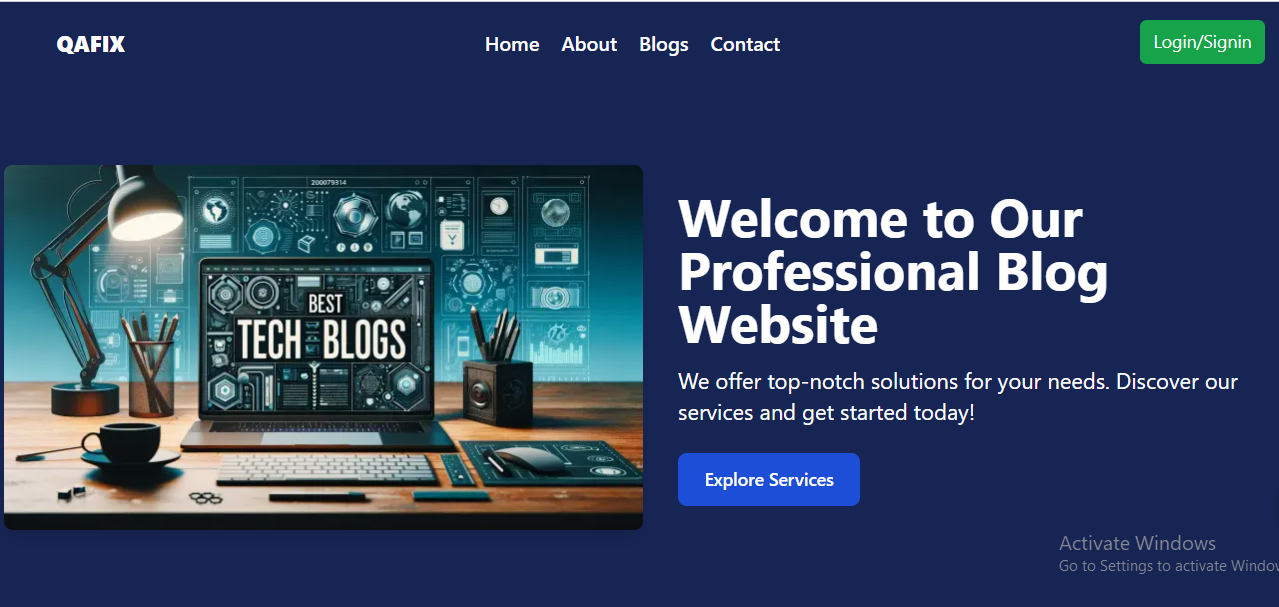 QAFIX
Home About Blogs Contact
Login/Signin
200079314
BEST
TECH BLOGS
Welcome to Our
Professional Blog
Website
We offer top-notch solutions for your needs. Discover our
services and get started today!
Explore Services
Activate Windows
Go to Settings to activate Windov